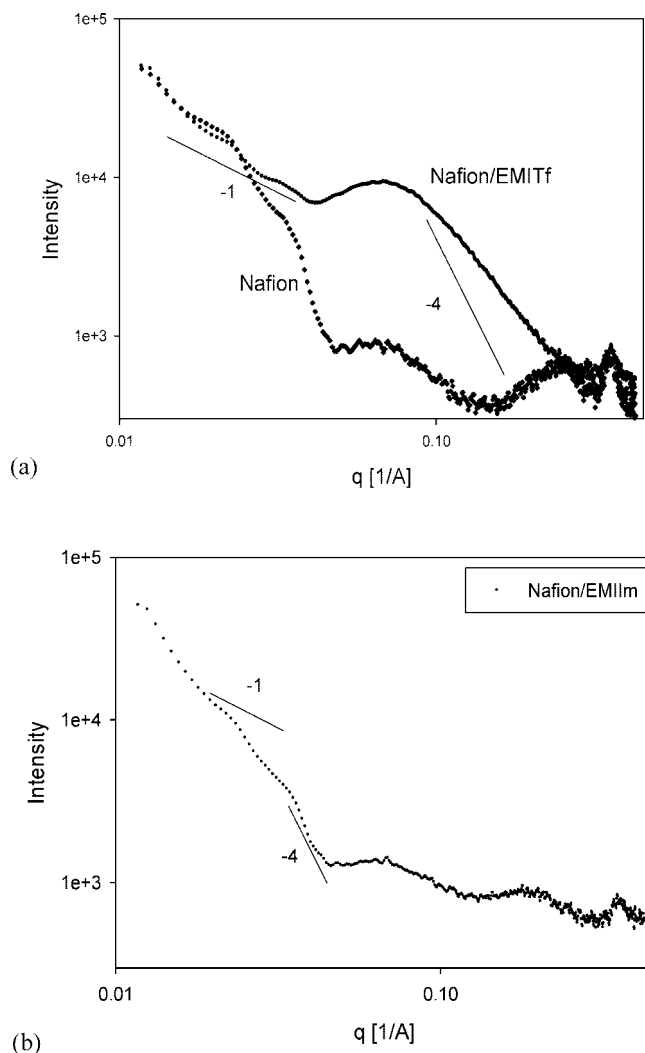 1e+5
1e+4
1e+3
Intensity
-1
Nafion/EMITf
Nafion
-4
0.01
0.10
q [1/A]
(a)
1e+5
1e+4
1e+3
Intensity
Nafion/EMIIm
-1
-4
0.01
0.10
q [1/A]
(b)